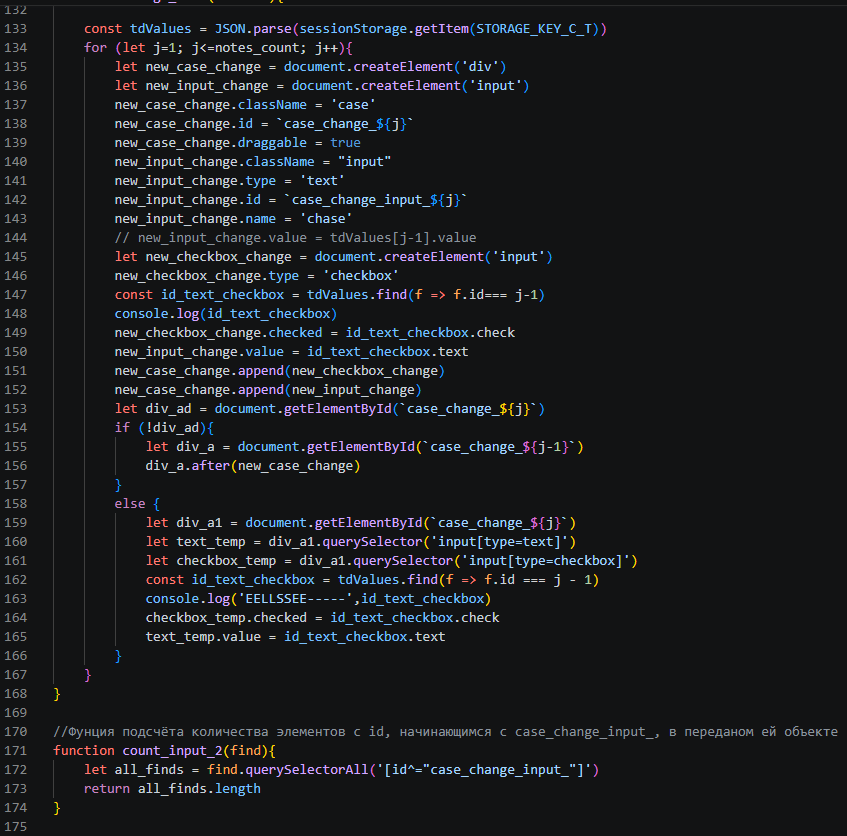 132
133 const tdValues = JSON.parse(sessionStorage.getItem(STORAGE_KEY_C_T))
134 for (let j=1; j<=notes_count; j++){
135 let new_case_change = document.createElement('div')
136 let new_input_change = document.createElement('input')
137 new_case_change.className = 'case'
138 new_case_change.id = `case_change_${j}`
139 new_case_change.draggable = true
140 new_input_change.className = "input"
141 new_input_change.type = 'text'
142 new_input_change.id = `case_change_input_${j}`
143 new_input_change.name = 'chase'
144 // new_input_change.value = tdValues[j-1].value
145 let new_checkbox_change = document.createElement('input')
146 new_checkbox_change.type = 'checkbox'
147 const id_text_checkbox = tdValues.find(f => f.id=== j-1)
148 console.log(id_text_checkbox)
149 new_checkbox_change.checked = id_text_checkbox.check
150 new_input_change.value = id_text_checkbox.text
151 new_case_change.append(new_checkbox_change)
152 new_case_change.append(new_input_change)
153 let div_ad = document.getElementById(`case_change_${j}`)
154 if (!div_ad){
155 let div_a = document.getElementById(`case_change_${j-1}`)
156 div_a.after(new_case_change)
157 }
158 else {
159 let div_a1 = document.getElementById(`case_change_${j}`)
160 let text_temp = div_a1.querySelector('input[type=text]')
161 let checkbox_temp = div_a1.querySelector('input[type=checkbox]')
162 const id_text_checkbox = tdValues.find(f => f.id === j - 1)
163 console.log('EELLSSEE-----',id_text_checkbox)
164 checkbox_temp.checked = id_text_checkbox.check
165 text_temp.value = id_text_checkbox.text
166 }
167 }
168 }
169
170 //Фунция подсчёта количества элементов с id, начинающимся с case_change_input_, в переданом ей объекте
171 function count_input_2(find){
172 let all_finds = find.querySelectorAll('[id^="case_change_input_"]')
173 return all_finds.length
174 }
175